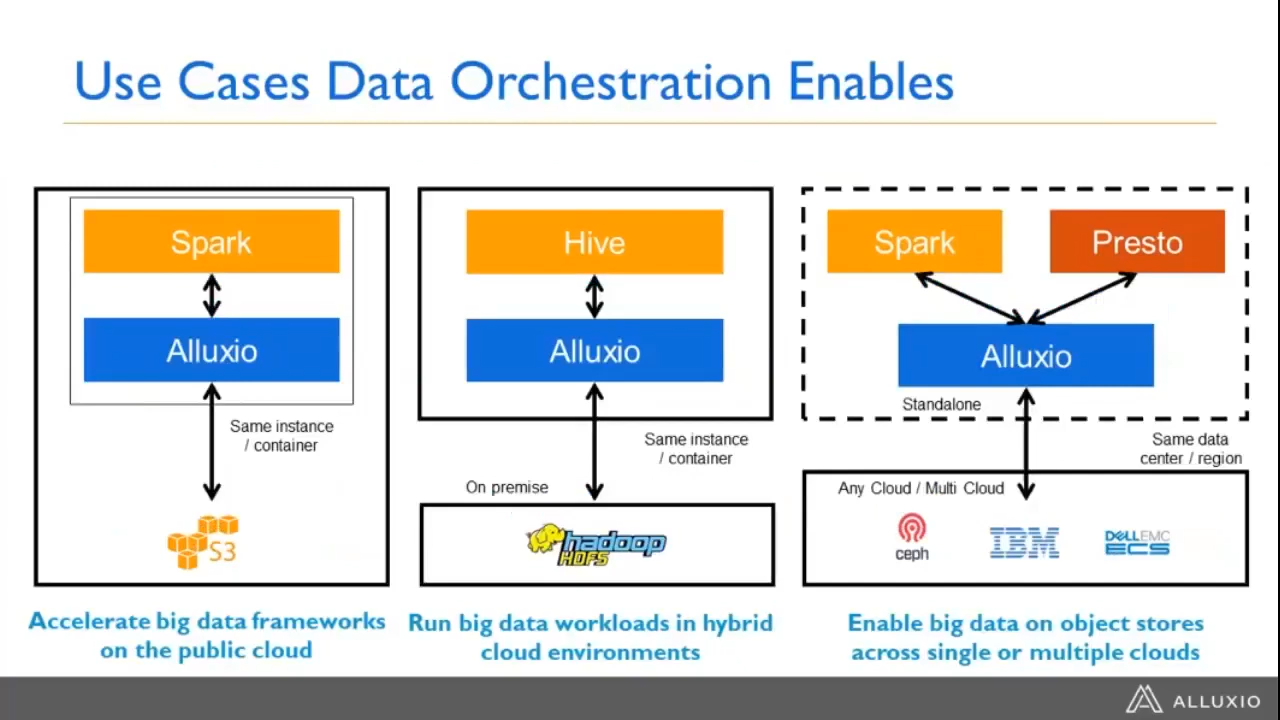 Use Cases Data Orchestration Enables
Spark
Alluxio
Same instance
/ container
S3
Accelerate big data frameworks
on the public cloud
Hive
Alluxio
Same instance
/ container
On premise
hadoop
HDFS
Run big data workloads in hybrid
cloud environments
Spark
Presto
Alluxio
Standalone
Same data
center / region
Any Cloud / Multi Cloud
ceph
IBM
DELL EMC
ECS
Enable big data on object stores
across single or multiple clouds
ALLUXIO